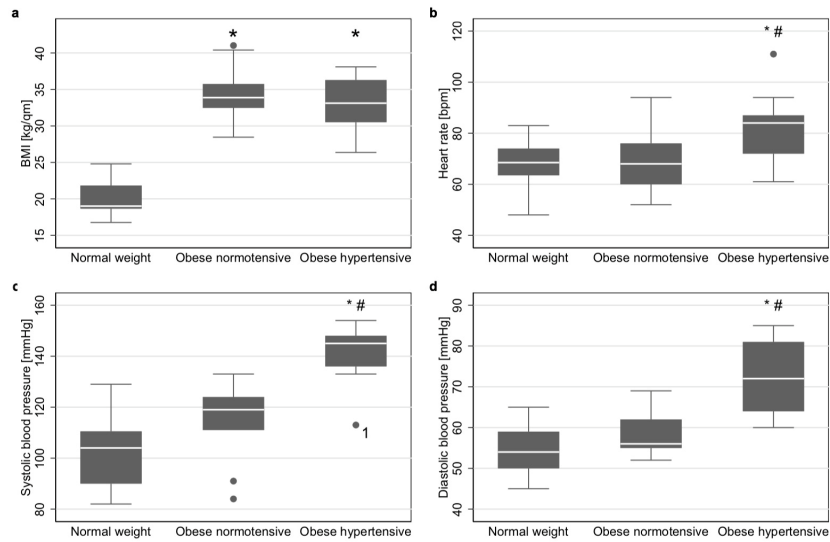 a
BMI [kg/qm]
40
35
30
25
20
15
*
*
Normal weight
Obese normotensive
Obese hypertensive
b
Heart rate [bpm]
120
100
80
60
40
* #
Normal weight
Obese normotensive
Obese hypertensive
c
Systolic blood pressure [mmHg]
160
140
120
100
80
* #
1
Normal weight
Obese normotensive
Obese hypertensive
d
Diastolic blood pressure [mmHg]
90
80
70
60
50
40
* #
Normal weight
Obese normotensive
Obese hypertensive